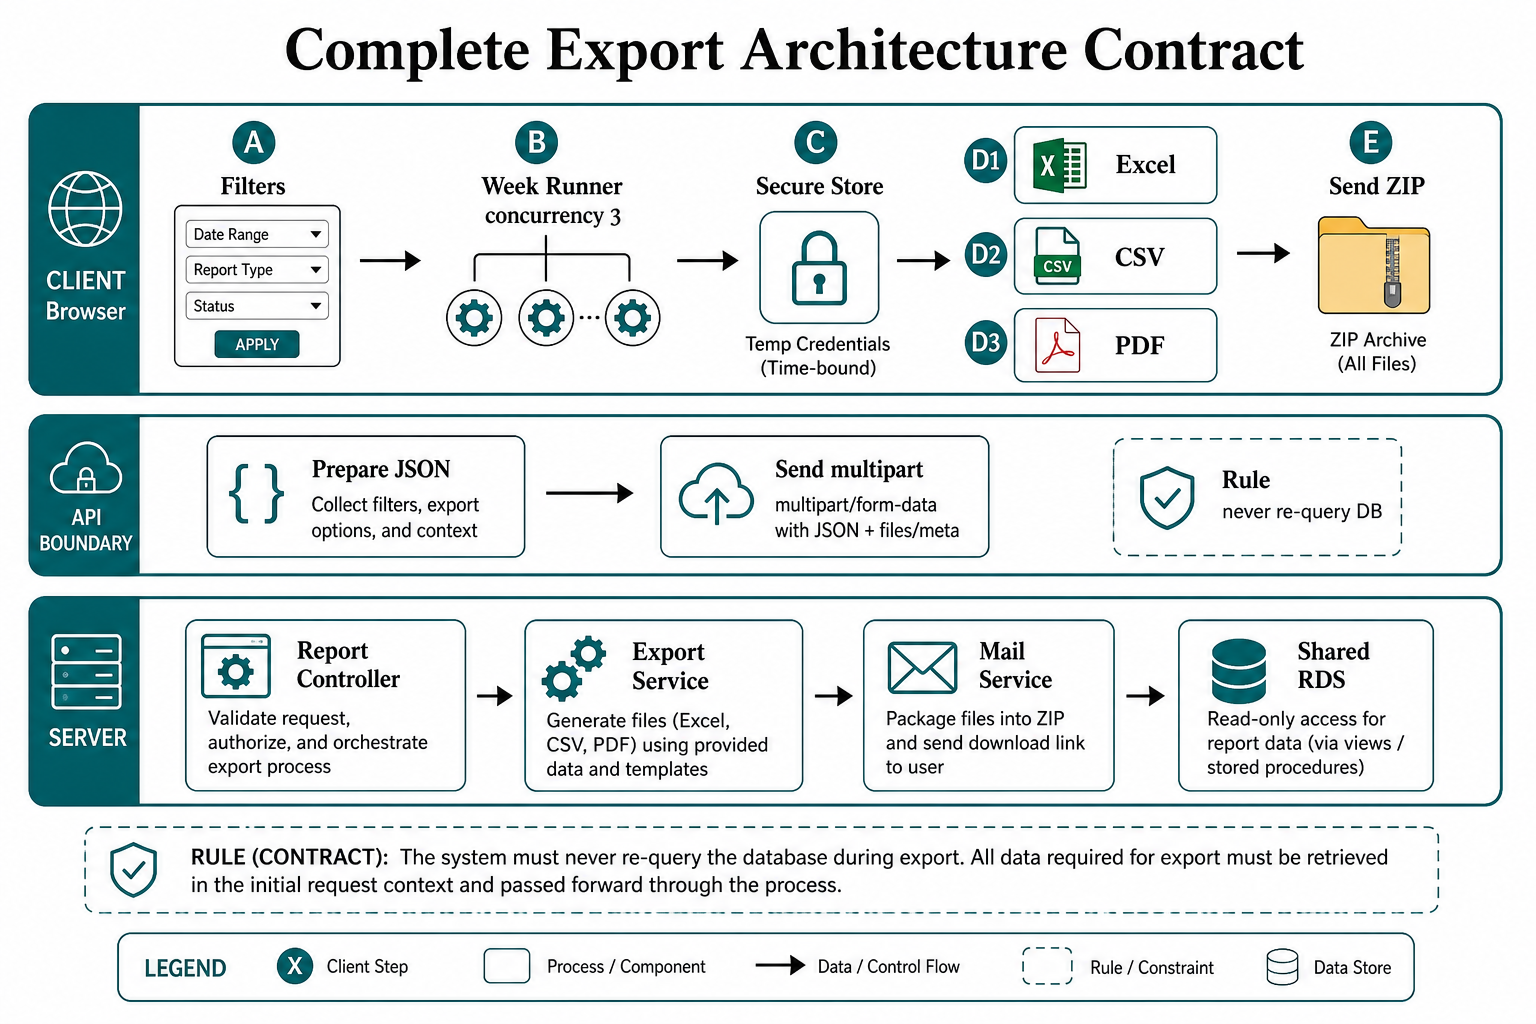 Complete Export Architecture Contract
CLIENT
Browser
A
Filters
Date Range
Report Type
Status
APPLY
B
Week Runner
concurrency 3
C
Secure Store
Temp Credentials
(Time-bound)
D1
X
Excel
D2
CSV
CSV
D3
PDF
E
Send ZIP
ZIP Archive
(All Files)
API
BOUNDARY
{ }
Prepare JSON
Collect filters, export
options, and context
Send multipart
multipart/form-data
with JSON + files/meta
Rule
never re-query DB
SERVER
Report
Controller
Validate request,
authorize, and orchestrate
export process
Export
Service
Generate files (Excel,
CSV, PDF) using provided
data and templates
Mail
Service
Package files into ZIP
and send download link
to user
Shared
RDS
Read-only access for
report data (via views /
stored procedures)
RULE (CONTRACT): The system must never re-query the database during export. All data required for export must be retrieved
in the initial request context and passed forward through the process.
LEGEND
X
Client Step
Process / Component
Data / Control Flow
Rule / Constraint
Data Store